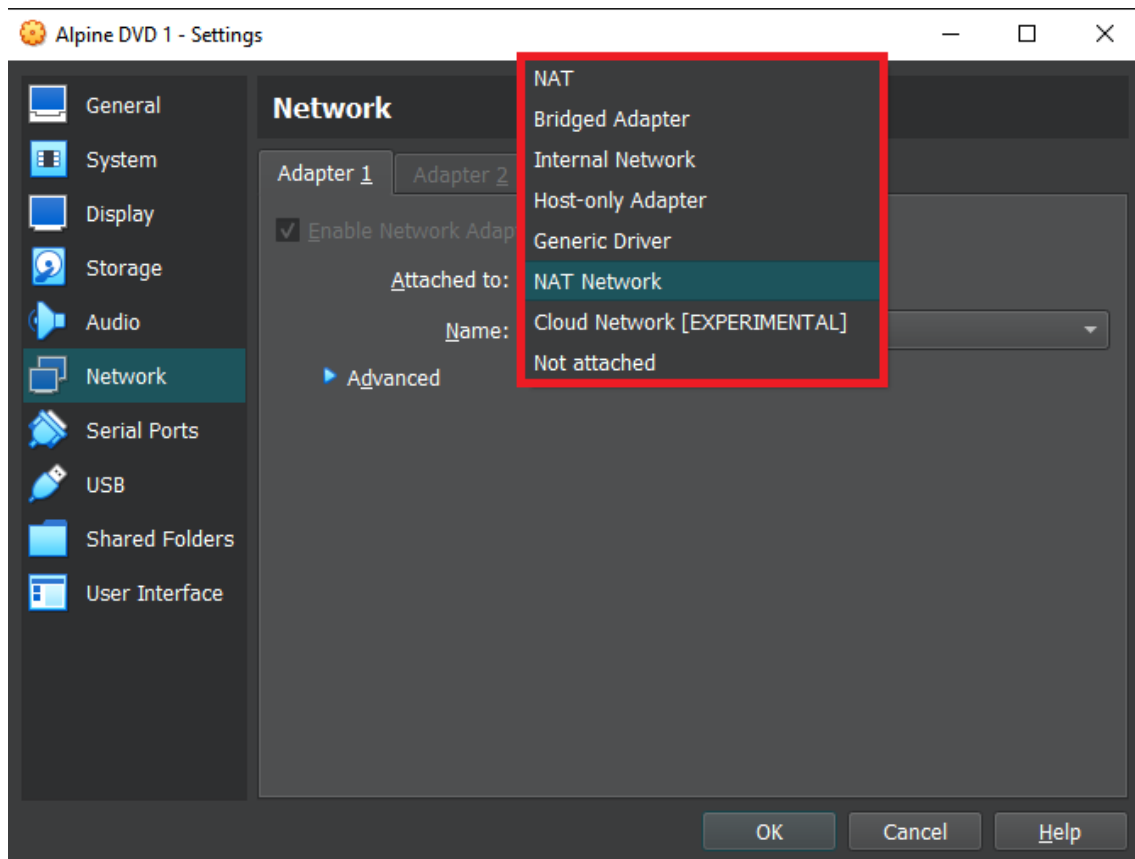 Alpine DVD 1 - Settings
General
System
Display
Storage
Audio
Network
Serial Ports
USB
Shared Folders
User Interface
Network
Adapter 1 Adapter 2
Enable Network Adap
Attached to:
Name:
Advanced
NAT
Bridged Adapter
Internal Network
Host-only Adapter
Generic Driver
NAT Network
Cloud Network [EXPERIMENTAL]
Not attached
OK Cancel Help